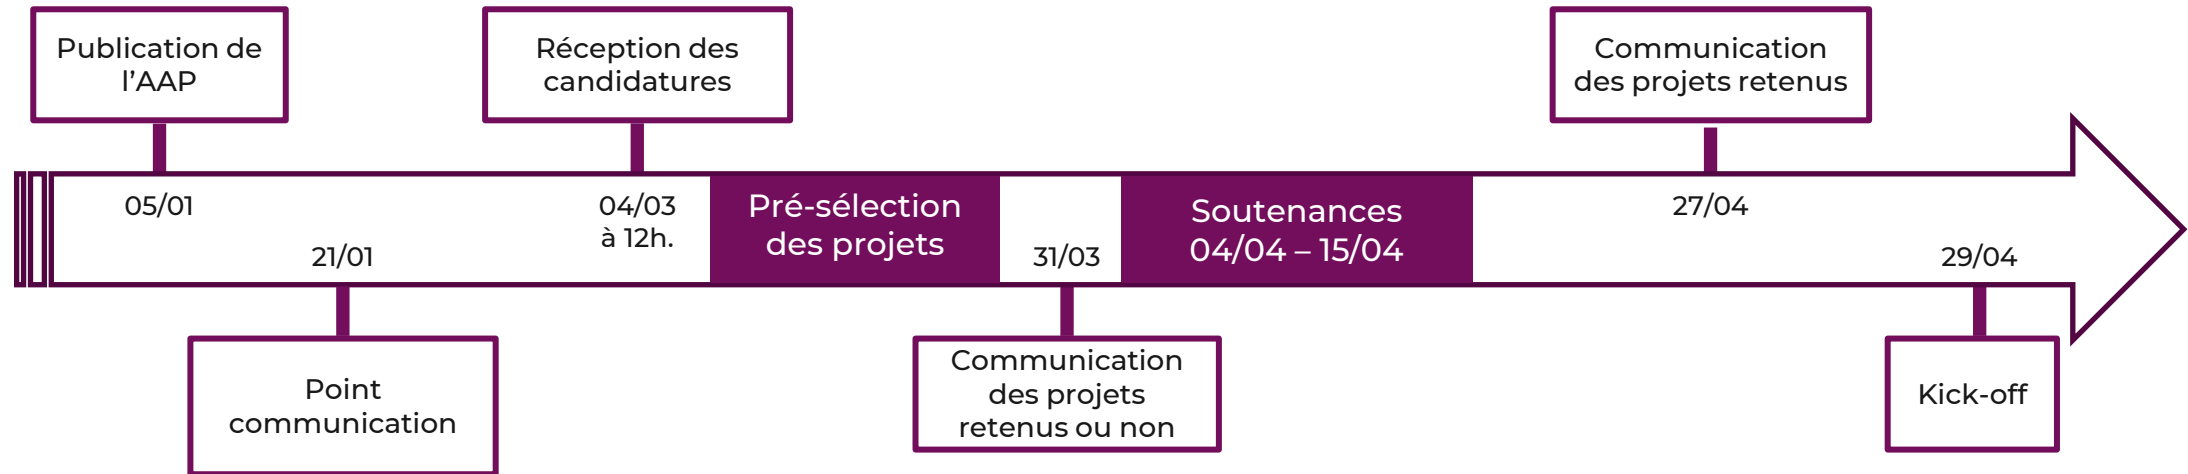 Publication de
l’AAP
Réception des
candidatures
Communication
des projets retenus
05/01
21/01
04/03
à 12h.
Pré-sélection
des projets
31/03
Soutenances
04/04 – 15/04
27/04
29/04
Point
communication
Communication
des projets
retenus ou non
Kick-off